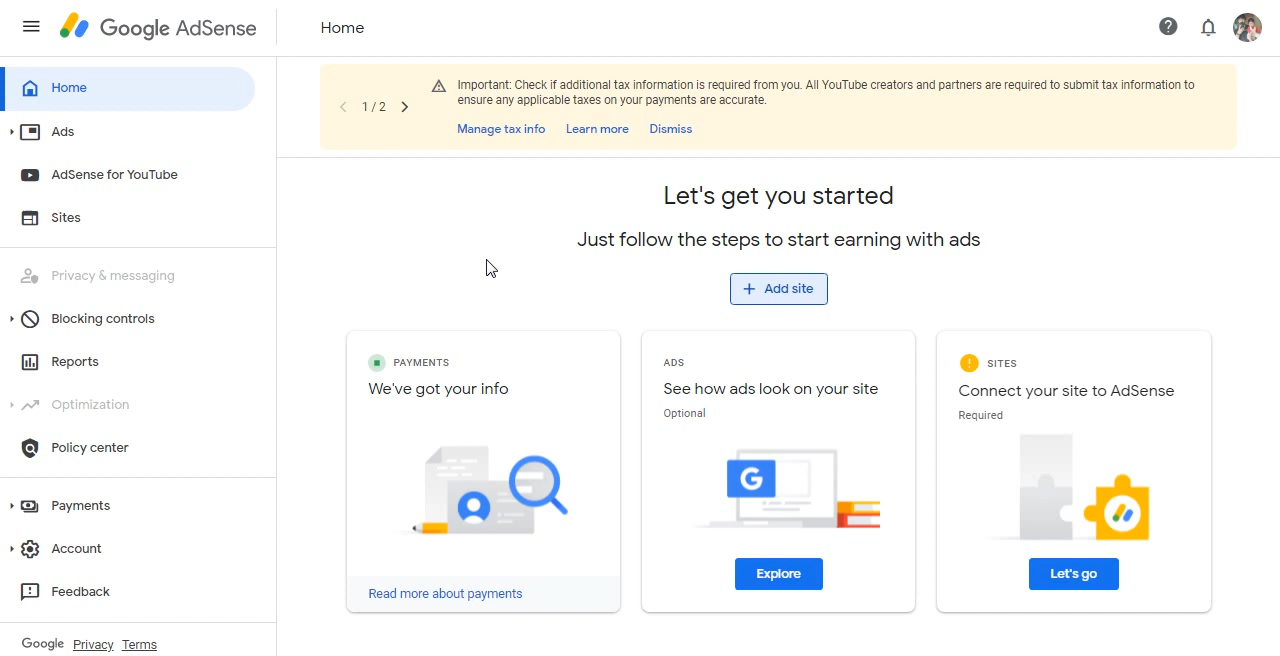 Google AdSense
Home
Home
Ads
AdSense for YouTube
Sites
Privacy & messaging
Blocking controls
Reports
Optimization
Policy center
Payments
Account
Feedback
Google Privacy Terms
1 / 2
Important: Check if additional tax information is required from you. All YouTube creators and partners are required to submit tax information to
ensure any applicable taxes on your payments are accurate.
Manage tax info Learn more Dismiss
Let's get you started
Just follow the steps to start earning with ads
+ Add site
PAYMENTS
We've got your info
Read more about payments
ADS
See how ads look on your site
Optional
G
Explore
SITES
Connect your site to AdSense
Required
Let's go